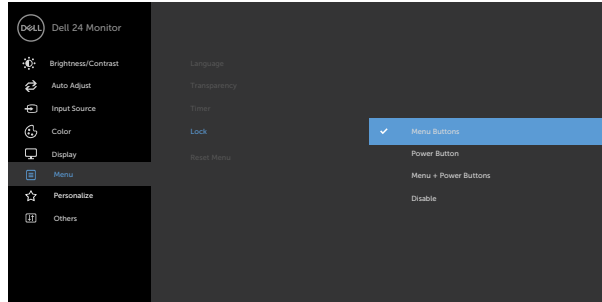 DELL Dell 24 Monitor
Brightness/Contrast
Auto Adjust
Input Source
Color
Display
Menu
Personalize
Others
Language
Transparency
Timer
Lock
Reset Menu
Menu Buttons
Power Button
Menu + Power Buttons
Disable